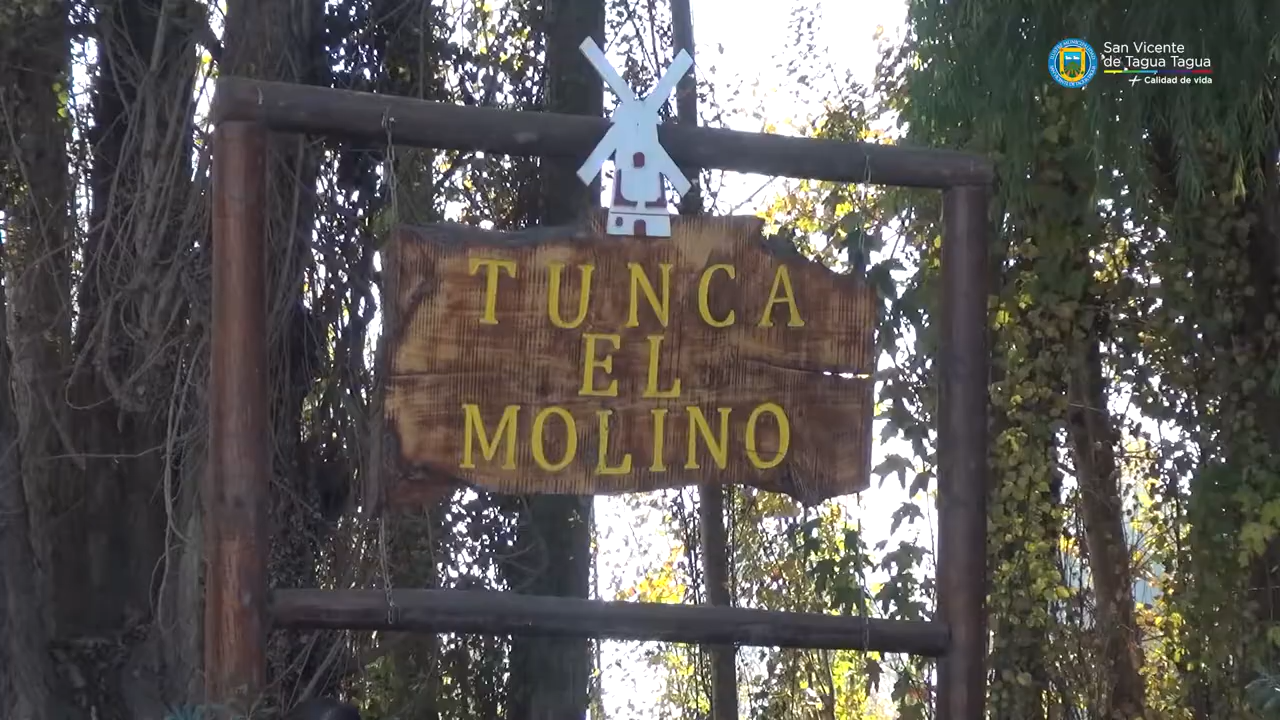 San Vicente
de Tagua Tagua
+ Calidad de vida
TUNCA
EL
MOLINO